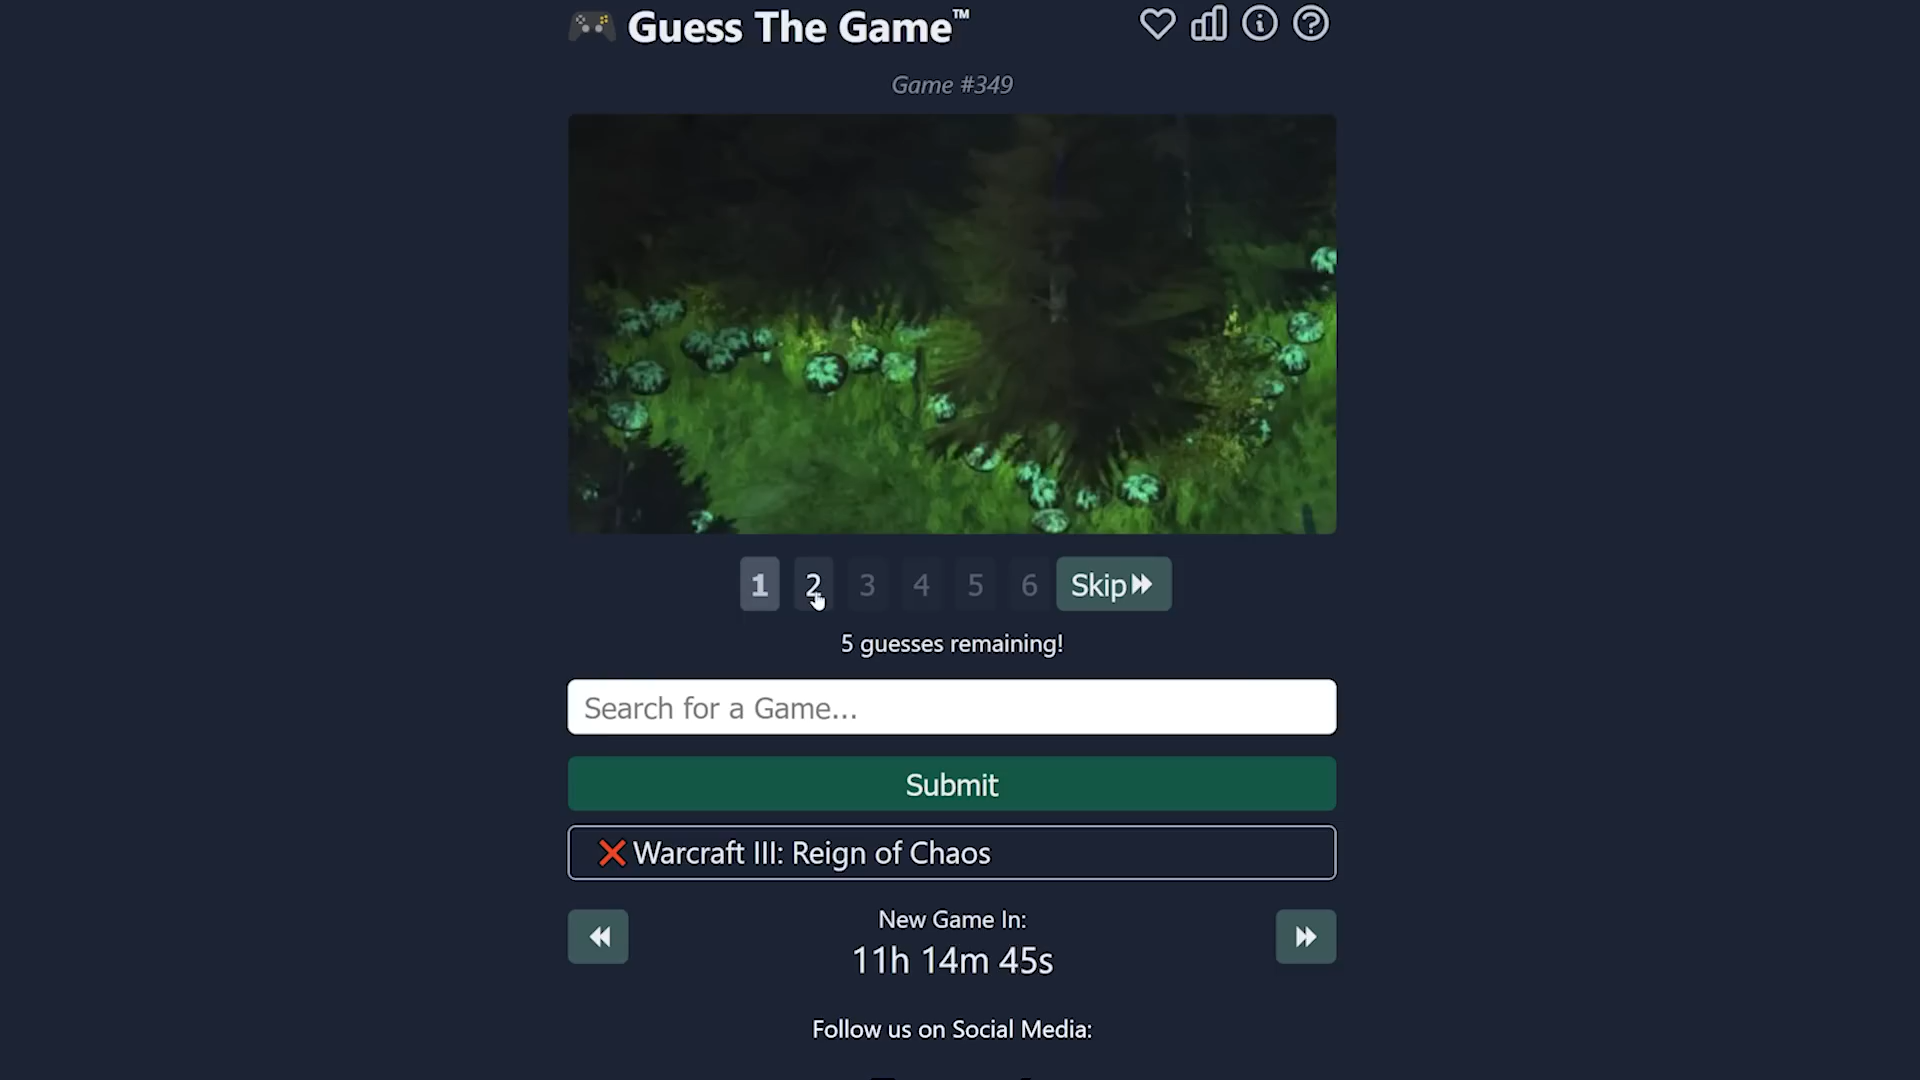 Guess The Game™
Game #349
1 2 3 4 5 6 Skip
5 guesses remaining!
Search for a Game...
Submit
Warcraft III: Reign of Chaos
New Game In:
11h 14m 45s
Follow us on Social Media: